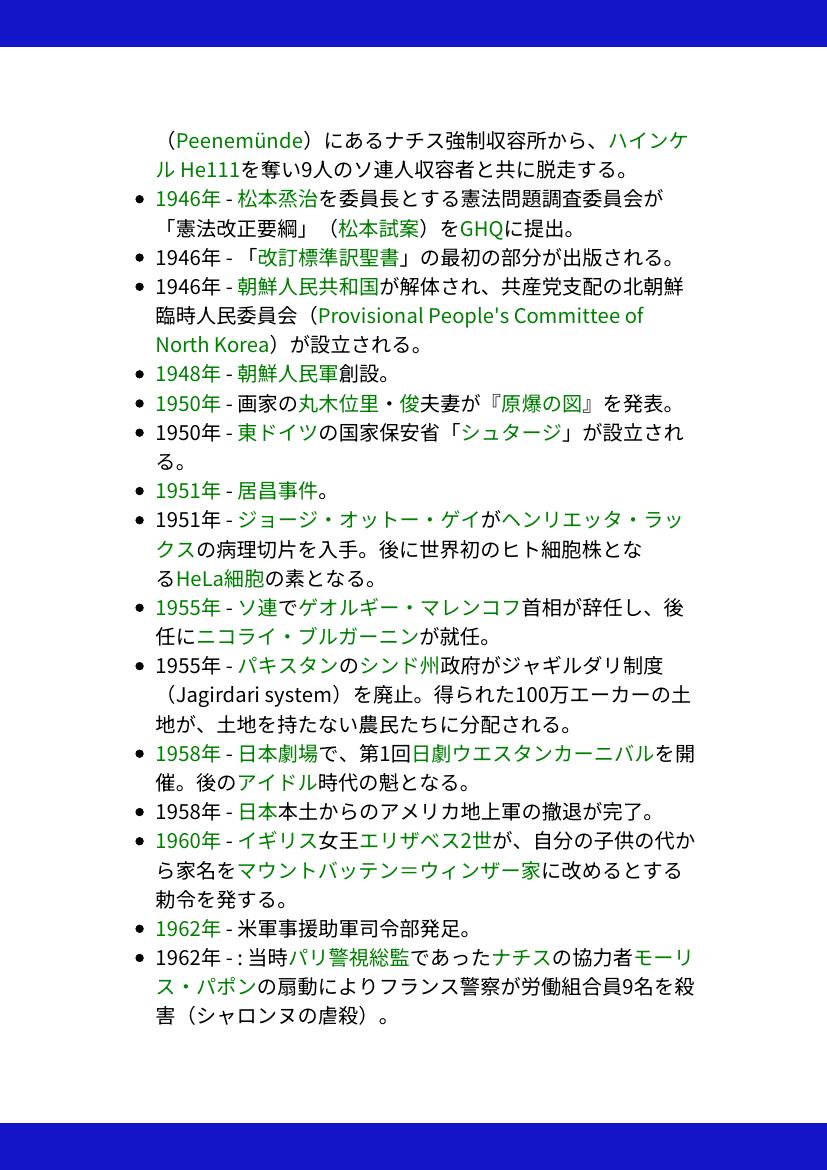 （Peenemünde）にあるナチス強制収容所から、ハインケ
ル He111を奪い9人のソ連人収容者と共に脱走する。
• 1946年 - 松本烝治を委員長とする憲法問題調査委員会が
「憲法改正要綱」（松本試案）をGHQに提出。
• 1946年 - 「改訂標準訳聖書」の最初の部分が出版される。
• 1946年 - 朝鮮人民共和国が解体され、共産党支配の北朝鮮
臨時人民委員会（Provisional People's Committee of
North Korea）が設立される。
• 1948年 - 朝鮮人民軍創設。
• 1950年 - 画家の丸木位里・俊夫妻が『原爆の図』を発表。
• 1950年 - 東ドイツの国家保安省「シュタージ」が設立され
る。
• 1951年 - 居昌事件。
• 1951年 - ジョージ・オットー・ゲイがヘンリエッタ・ラッ
クスの病理切片を入手。後に世界初のヒト細胞株とな
るHeLa細胞の素となる。
• 1955年 - ソ連でゲオルギー・マレンコフ首相が辞任し、後
任にニコライ・ブルガーニンが就任。
• 1955年 - パキスタンのシンド州政府がジャギルダリ制度
（Jagirdari system）を廃止。得られた100万エーカーの土
地が、土地を持たない農民たちに分配される。
• 1958年 - 日本劇場で、第1回日劇ウエスタンカーニバルを開
催。後のアイドル時代の魁となる。
• 1958年 - 日本本土からのアメリカ地上軍の撤退が完了。
• 1960年 - イギリス女王エリザベス2世が、自分の子供の代か
ら家名をマウントバッテン＝ウィンザー家に改めるとする
勅令を発する。
• 1962年 - 米軍事援助軍司令部発足。
• 1962年 - : 当時パリ警視総監であったナチスの協力者モーリ
ス・パポンの扇動によりフランス警察が労働組合員9名を殺
害（シャロンヌの虐殺）。